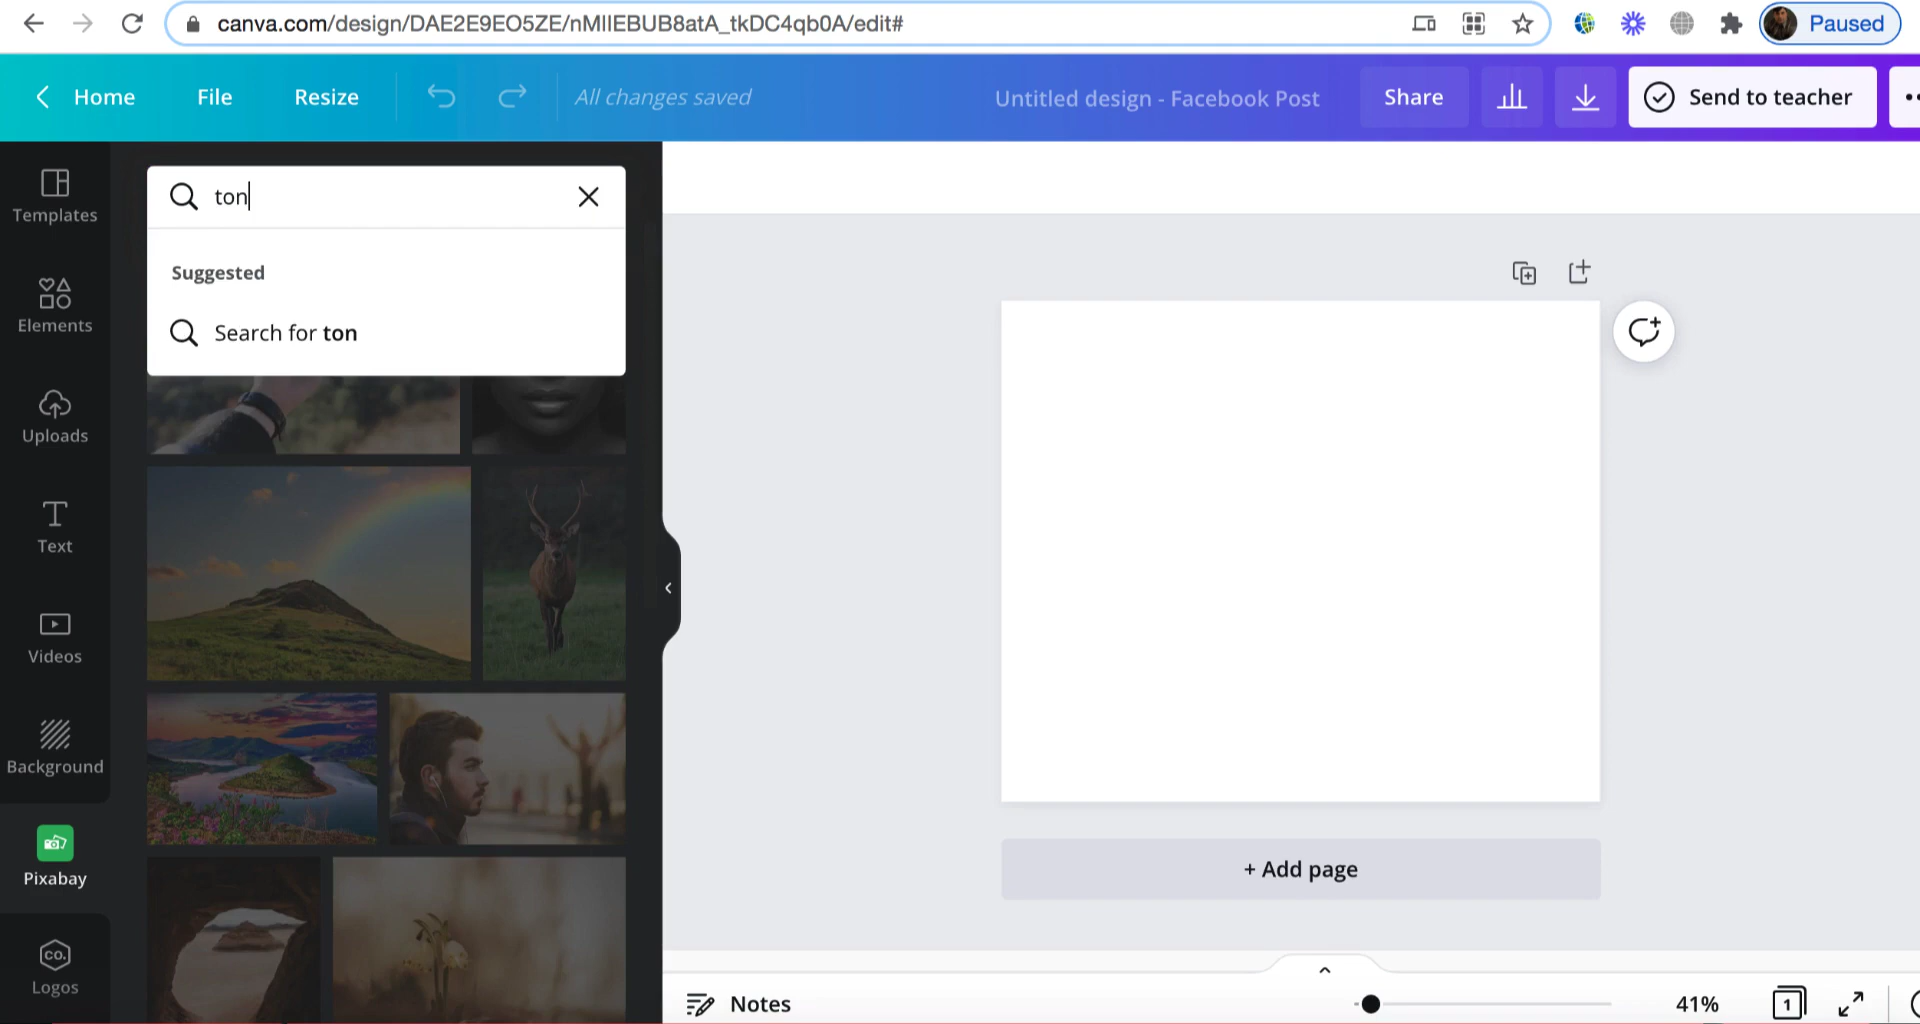 canva.com/design/DAE2E9EO5ZE/nMIIEBUB8atA_tkDC4qb0A/edit#
Paused
Home
File
Resize
All changes saved
Untitled design - Facebook Post
Share
Send to teacher
Templates
Elements
Uploads
Text
Videos
Background
Pixabay
CO.
Logos
ton
Suggested
Search for ton
+ Add page
Notes
41%
1